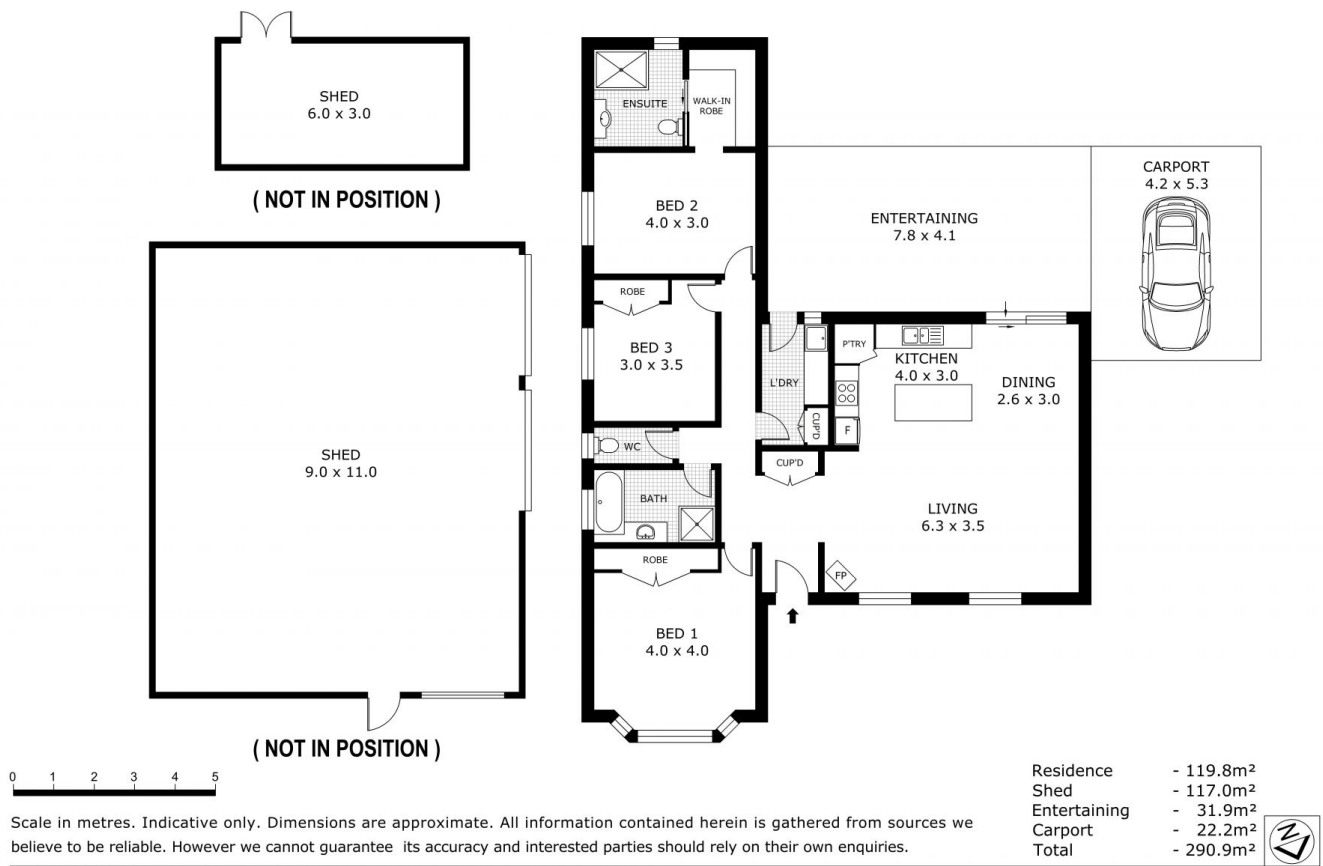 SHED
6.0 x 3.0
( NOT IN POSITION )
SHED
9.0 x 11.0
( NOT IN POSITION )
ENSUITE
WALK-IN
ROBE
BED 2
4.0 x 3.0
ROBE
BED 3
3.0 x 3.5
WC
BATH
ROBE
BED 1
4.0 x 4.0
ENTERTAINING
7.8 x 4.1
CARPORT
4.2 x 5.3
L'DRY
CUP'D
CUP'D
P'TRY
F
KITCHEN
4.0 x 3.0
DINING
2.6 x 3.0
LIVING
6.3 x 3.5
FP
0 1 2 3 4 5
Scale in metres. Indicative only. Dimensions are approximate. All information contained herein is gathered from sources we
believe to be reliable. However we cannot guarantee its accuracy and interested parties should rely on their own enquiries.
Residence - 119.8m²
Shed - 117.0m²
Entertaining - 31.9m²
Carport - 22.2m²
Total - 290.9m²
N